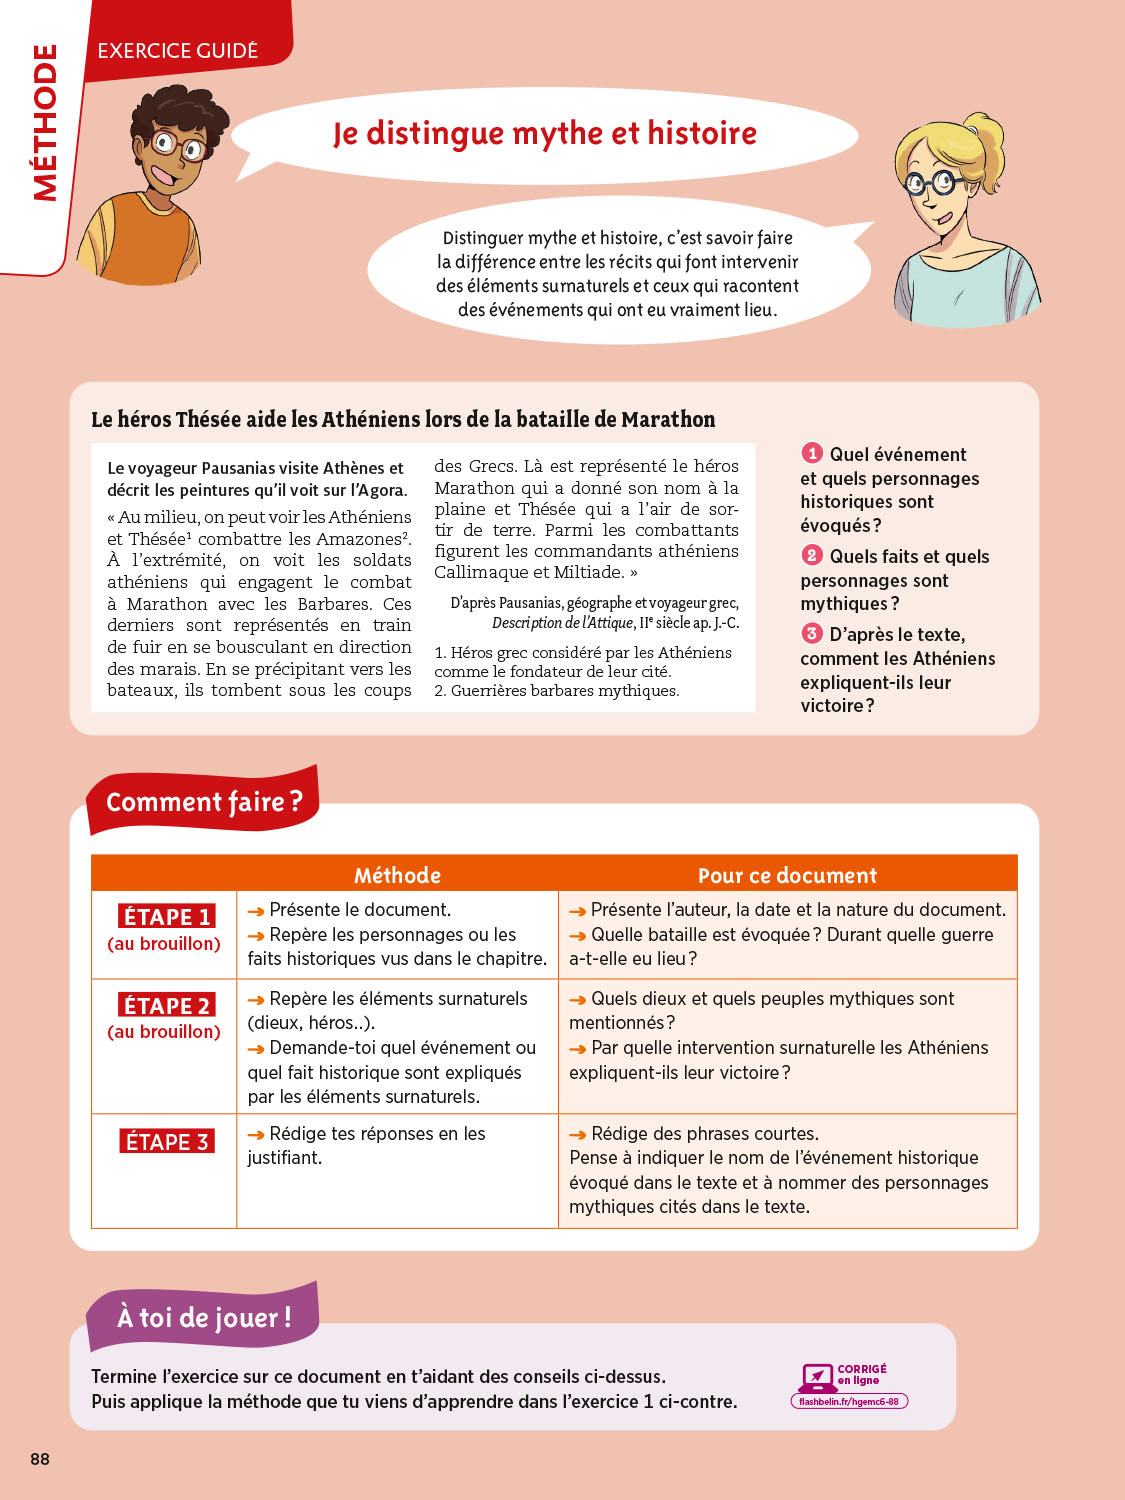 MÉTHODE
EXERCICE GUIDÉ
Je distingue mythe et histoire
Distinguer mythe et histoire, c'est savoir faire
la différence entre les récits qui font intervenir
des éléments surnaturels et ceux qui racontent
des événements qui ont eu vraiment lieu.
Le héros Thésée aide les Athéniens lors de la bataille de Marathon
Le voyageur Pausanias visite Athènes et
décrit les peintures qu'il voit sur l'Agora.
« Au milieu, on peut voir les Athéniens
et Thésée¹ combattre les Amazones².
À l'extrémité, on voit les soldats
athéniens qui engagent le combat
à Marathon avec les Barbares. Ces
derniers sont représentés en train
de fuir en se bousculant en direction
des marais. En se précipitant vers les
bateaux, ils tombent sous les coups
des Grecs. Là est représenté le héros
Marathon qui a donné son nom à la
plaine et Thésée qui a l'air de sor-
tir de terre. Parmi les combattants
figurent les commandants athéniens
Callimaque et Miltiade. »
D'après Pausanias, géographe et voyageur grec,
Description de l'Attique, IIe siècle ap. J.-C.
1. Héros grec considéré par les Athéniens
comme le fondateur de leur cité.
2. Guerrières barbares mythiques.
1 Quel événement
et quels personnages
historiques sont
évoqués ?
2 Quels faits et quels
personnages sont
mythiques ?
3 D'après le texte,
comment les Athéniens
expliquent-ils leur
victoire ?
Comment faire ?
Méthode
Pour ce document
ÉTAPE 1
(au brouillon)
→ Présente le document.
→ Repère les personnages ou les
faits historiques vus dans le chapitre.
→ Présente l'auteur, la date et la nature du document.
→ Quelle bataille est évoquée ? Durant quelle guerre
a-t-elle eu lieu ?
ÉTAPE 2
(au brouillon)
→ Repère les éléments surnaturels
(dieux, héros..).
→ Demande-toi quel événement ou
quel fait historique sont expliqués
par les éléments surnaturels.
→ Quels dieux et quels peuples mythiques sont
mentionnés ?
→ Par quelle intervention surnaturelle les Athéniens
expliquent-ils leur victoire ?
ÉTAPE 3
→ Rédige tes réponses en les
justifiant.
→ Rédige des phrases courtes.
Pense à indiquer le nom de l'événement historique
évoqué dans le texte et à nommer des personnages
mythiques cités dans le texte.
À toi de jouer !
Termine l'exercice sur ce document en t'aidant des conseils ci-dessus.
Puis applique la méthode que tu viens d'apprendre dans l'exercice 1 ci-contre.
CORRIGÉ
en ligne
flashbelin.fr/hgemc6-88
88